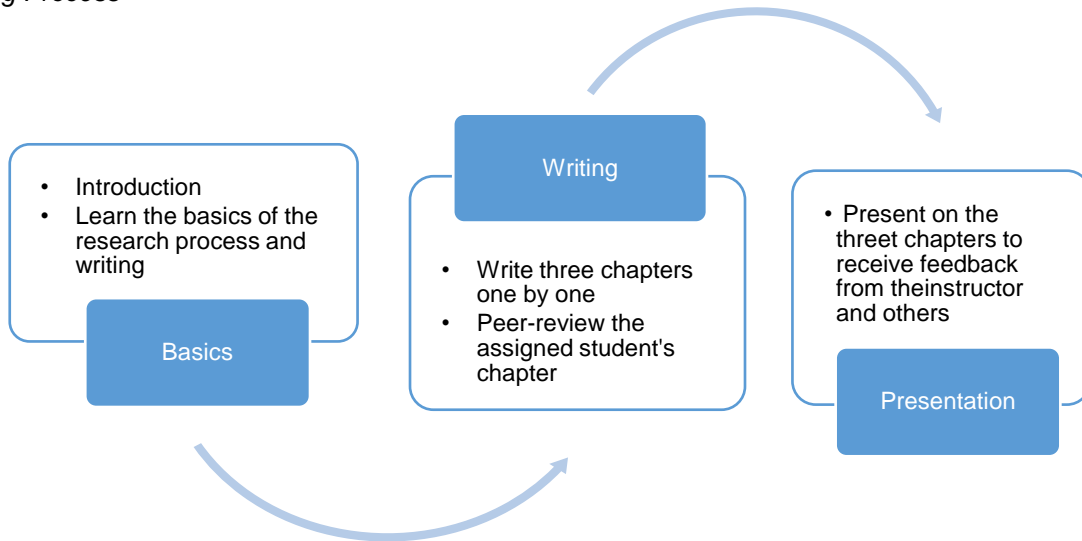 • Introduction
• Learn the basics of the
research process and
writing
Basics
Writing
• Write three chapters
one by one
• Peer-review the
assigned student's
chapter
• Present on the
threet chapters to
receive feedback
from theinstructor
and others
Presentation